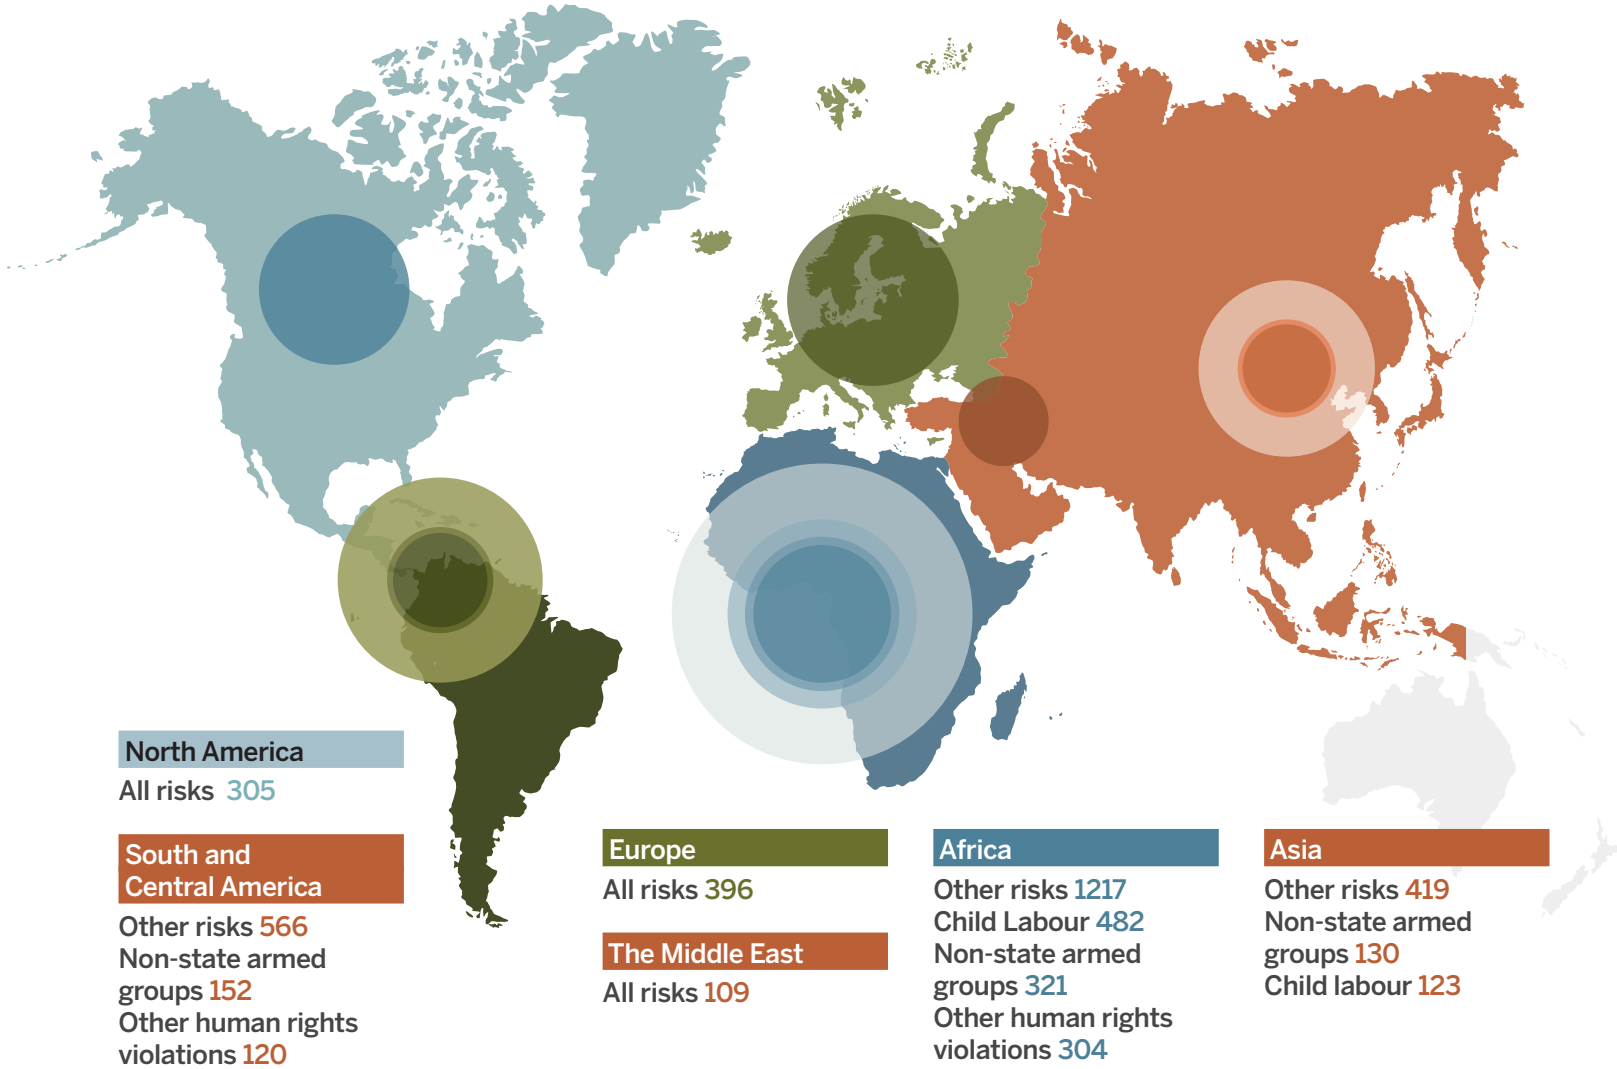 North America
All risks 305
South and
Central America
Other risks 566
Non-state armed
groups 152
Other human rights
violations 120
Europe
All risks 396
The Middle East
All risks 109
Africa
Other risks 1217
Child Labour 482
Non-state armed
groups 321
Other human rights
violations 304
Asia
Other risks 419
Non-state armed
groups 130
Child labour 123